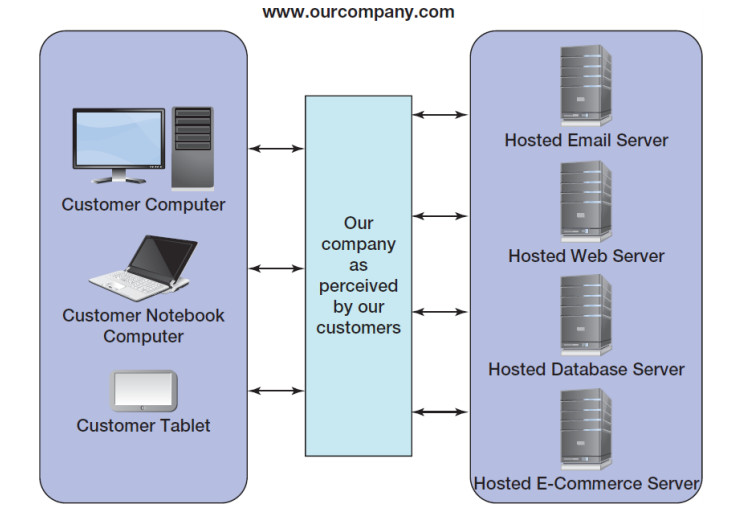 www.ourcompany.com
Customer Computer
Customer Notebook
Computer
Customer Tablet
Our
company
as
perceived
by our
customers
Hosted Email Server
Hosted Web Server
Hosted Database Server
Hosted E-Commerce Server